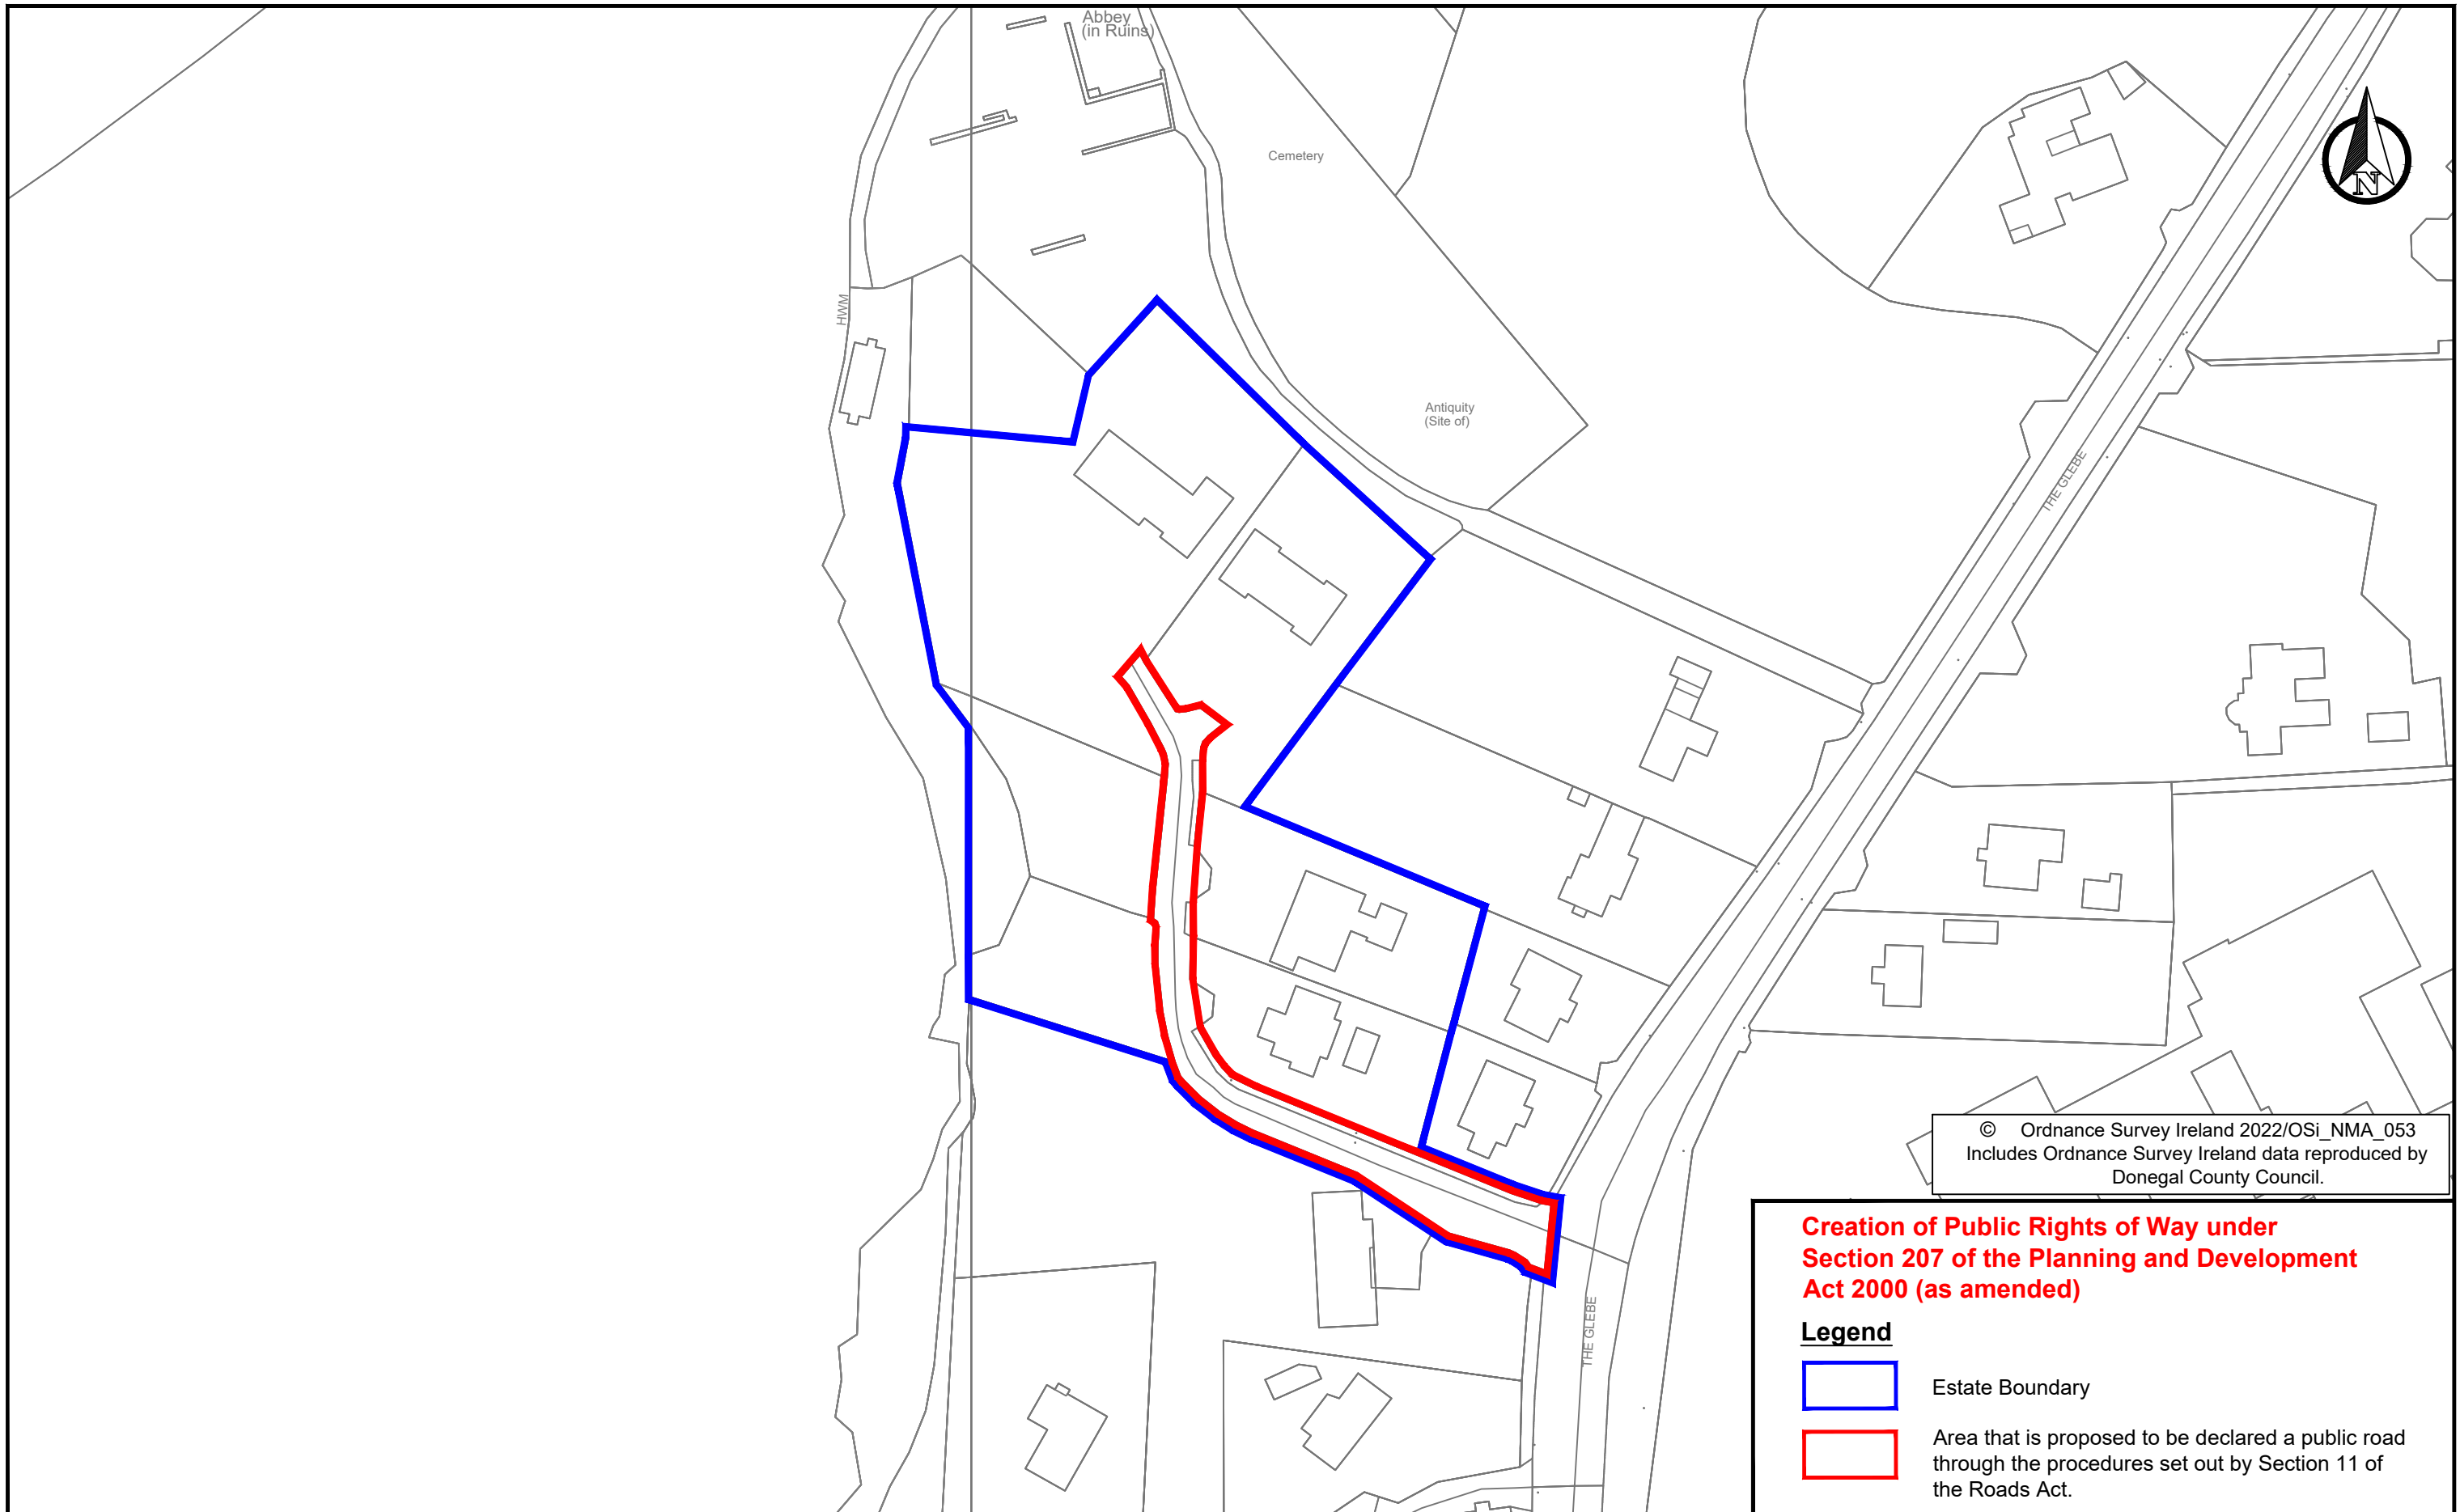 Abbey
(in Ruins)
Cemetery
N
HWM
Antiquity
(Site of)
THE GLEBE
© Ordnance Survey Ireland 2022/OSi_NMA_053
Includes Ordnance Survey Ireland data reproduced by
Donegal County Council.
Creation of Public Rights of Way under
Section 207 of the Planning and Development
Act 2000 (as amended)
THE GLEBE
Legend
Estate Boundary
Area that is proposed to be declared a public road
through the procedures set out by Section 11 of
the Roads Act.